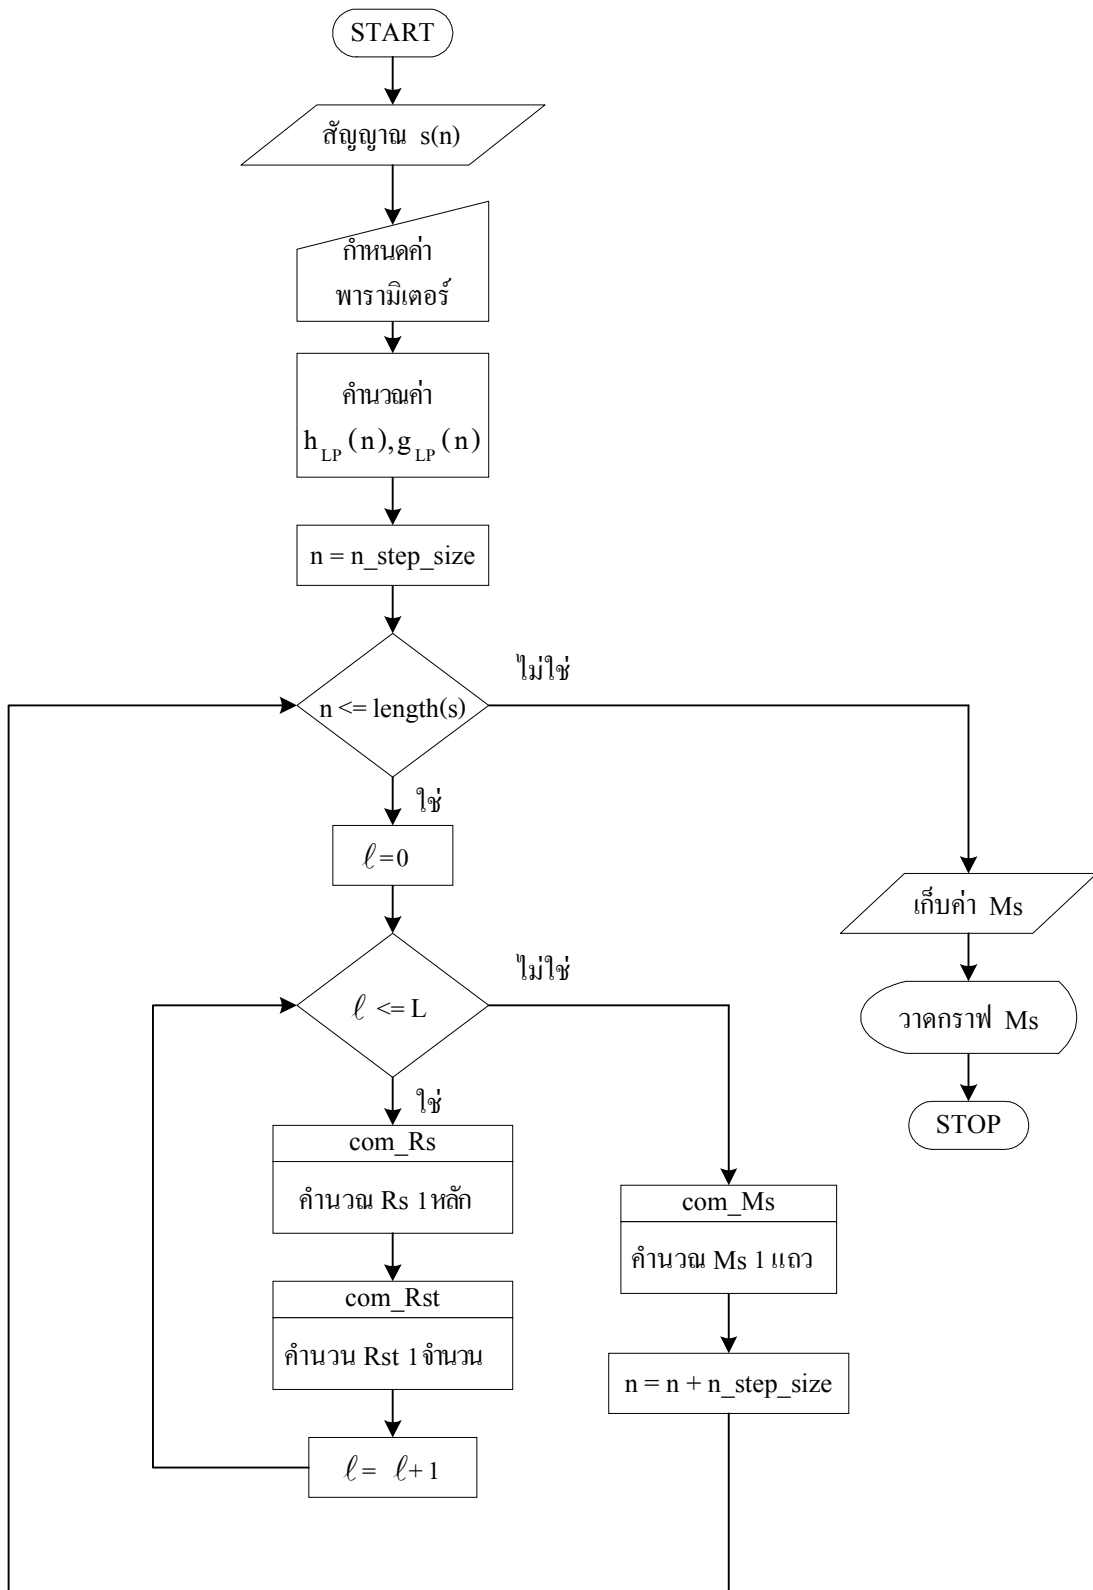 START
สัญญาณ s(n)
กำหนดค่า
พารามิเตอร์
คำนวณค่า
h_LP(n),g_LP(n)
n = n_step_size
n <= length(s)
ไม่ใช่
ใช่
ℓ=0
ℓ <= L
ไม่ใช่
ใช่
com_Rs
คำนวณ Rs 1หลัก
com_Rst
คำนวน Rst 1จำนวน
ℓ= ℓ+1
com_Ms
คำนวณ Ms 1 แถว
n = n + n_step_size
เก็บค่า Ms
วาดกราฟ Ms
STOP